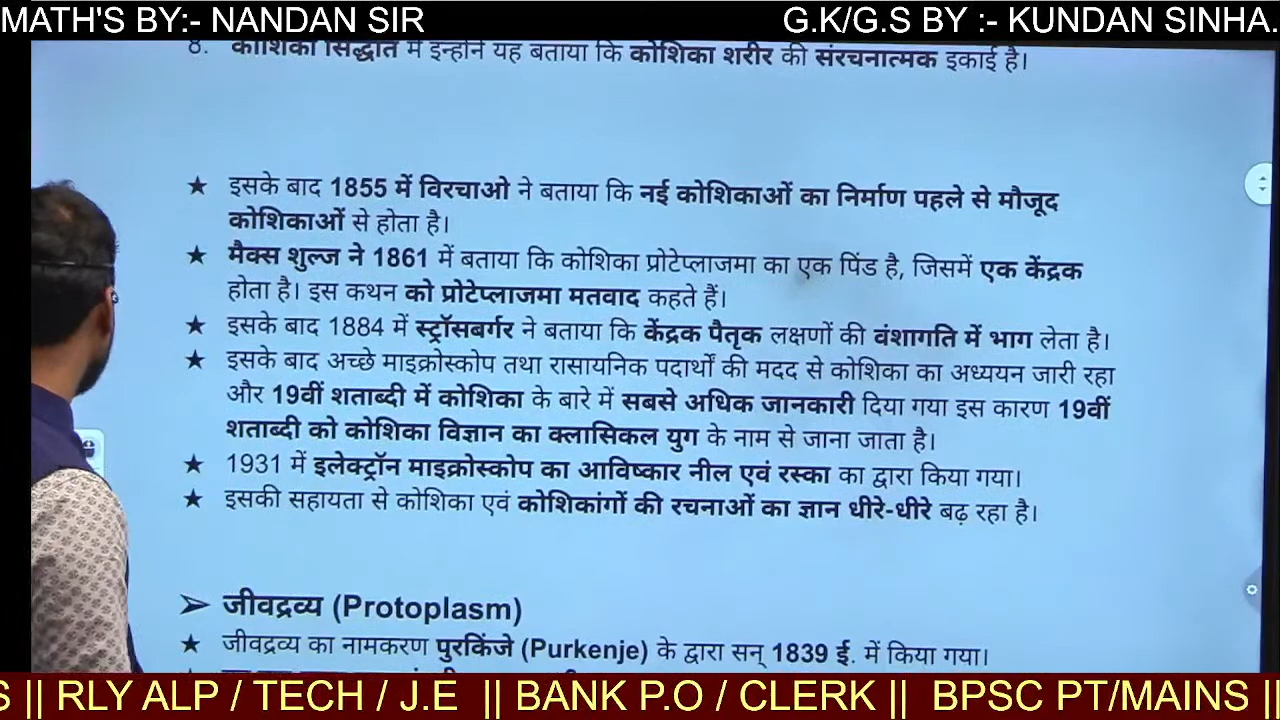 MATH'S BY:- NANDAN SIR
G.K/G.S BY :- KUNDAN SINHA.
8. कोशिका सिद्धांत में इन्होंने यह बताया कि कोशिका शरीर की संरचनात्मक इकाई है।
★ इसके बाद 1855 में विरचाओ ने बताया कि नई कोशिकाओं का निर्माण पहले से मौजूद
कोशिकाओं से होता है।
★ मैक्स शुल्ज ने 1861 में बताया कि कोशिका प्रोटेप्लाजमा का एक पिंड है, जिसमें एक केंद्रक
होता है। इस कथन को प्रोटेप्लाजमा मतवाद कहते हैं।
★ इसके बाद 1884 में स्ट्रॉसबर्गर ने बताया कि केंद्रक पैतृक लक्षणों की वंशागति में भाग लेता है।
★ इसके बाद अच्छे माइक्रोस्कोप तथा रासायनिक पदार्थों की मदद से कोशिका का अध्ययन जारी रहा
और 19वीं शताब्दी में कोशिका के बारे में सबसे अधिक जानकारी दिया गया इस कारण 19वीं
शताब्दी को कोशिका विज्ञान का क्लासिकल युग के नाम से जाना जाता है।
★ 1931 में इलेक्ट्रॉन माइक्रोस्कोप का आविष्कार नील एवं रस्का का द्वारा किया गया।
★ इसकी सहायता से कोशिका एवं कोशिकांगों की रचनाओं का ज्ञान धीरे-धीरे बढ़ रहा है।
➢ जीवद्रव्य (Protoplasm)
★ जीवद्रव्य का नामकरण पुरकिंजे (Purkenje) के द्वारा सन् 1839 ई. में किया गया।
S || RLY ALP / TECH / J.E || BANK P.O / CLERK || BPSC PT/MAINS ||